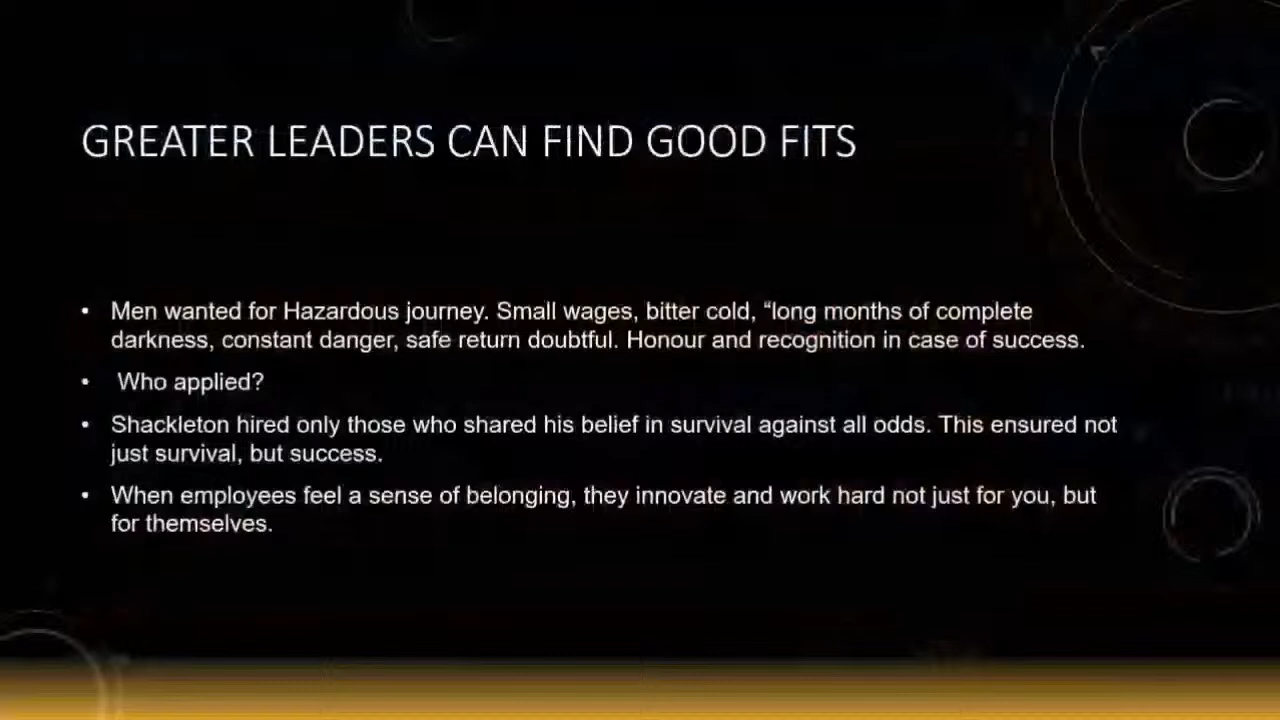 GREATER LEADERS CAN FIND GOOD FITS
• Men wanted for Hazardous journey. Small wages, bitter cold, “long months of complete
darkness, constant danger, safe return doubtful. Honour and recognition in case of success.
• Who applied?
• Shackleton hired only those who shared his belief in survival against all odds. This ensured not
just survival, but success.
• When employees feel a sense of belonging, they innovate and work hard not just for you, but
for themselves.